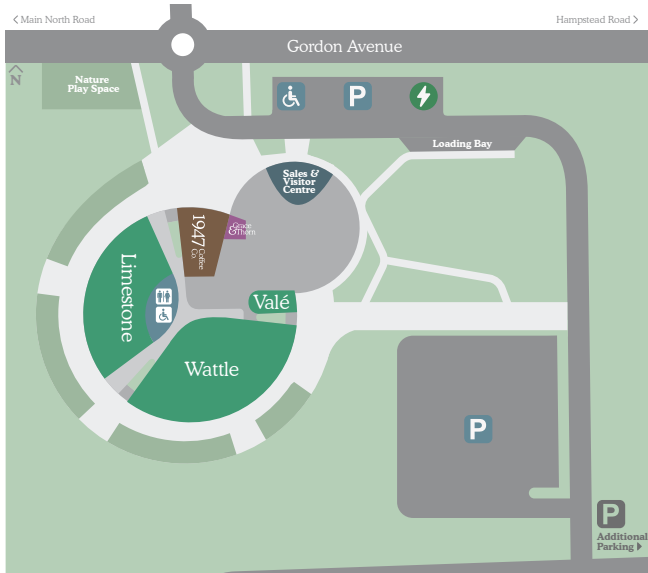 Main North Road
Hampstead Road
Gordon Avenue
N
Nature
Play Space
P
Loading Bay
Sales &
Visitor
Centre
1947 Coffee
Co.
Grace
&Thorn
Limestone
Valé
Wattle
P
P
Additional
Parking